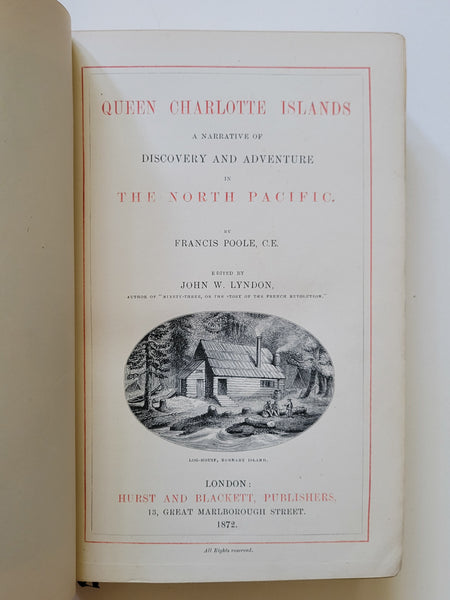 QUEEN CHARLOTTE ISLANDS
A NARRATIVE OF
DISCOVERY AND ADVENTURE
IN
THE NORTH PACIFIC.
BY
FRANCIS POOLE, C.E.
EDITED BY
JOHN W. LYNDON,
AUTHOR OF "NINETY-THREE, OR THE STORY OF THE FRENCH REVOLUTION."
LOG-HOUSE, BURNABY ISLAND.
LONDON:
HURST AND BLACKETT, PUBLISHERS,
13, GREAT MARLBOROUGH STREET.
1872.
All Rights reserved.